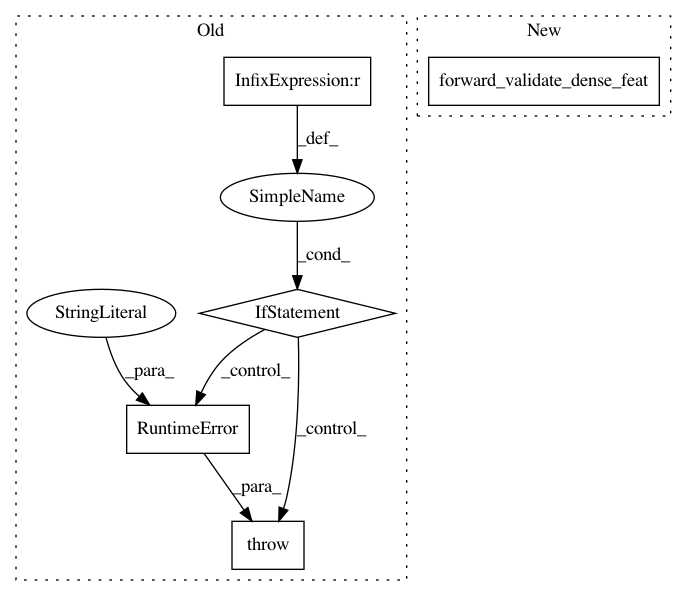 Old
New
InfixExpression:r
forward_validate_dense_feat
_def_
SimpleName
_cond_
StringLiteral
IfStatement
_para_
_control_
RuntimeError
_control_
_para_
throw